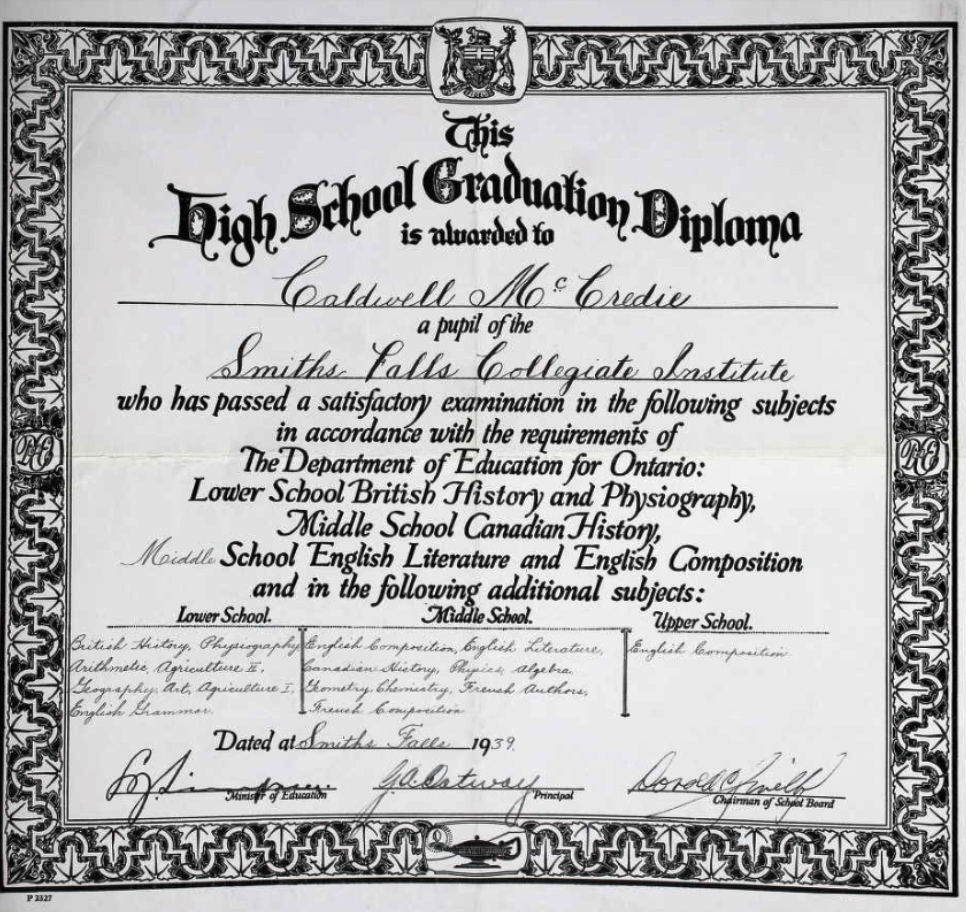 This
High School Graduation Diploma
is awarded to
Caldwell McCredie
a pupil of the
Smiths Falls Collegiate Institute
who has passed a satisfactory examination in the following subjects
in accordance with the requirements of
The Department of Education for Ontario:
Lower School British History and Physiography,
Middle School Canadian History,
Middle School English Literature and English Composition
and in the following additional subjects:
Lower School. Middle School. Upper School.
British History, Physiography English Composition, English Literature, English Composition
Arithmetic, Agriculture II, Canadian History, Physics, Algebra,
Geography, Art, Agriculture I, Geometry, Chemistry, French Authors,
English Grammar. French Composition
Dated at Smiths Falls 1939.
Minister of Education Principal Chairman of School Board
P 2327